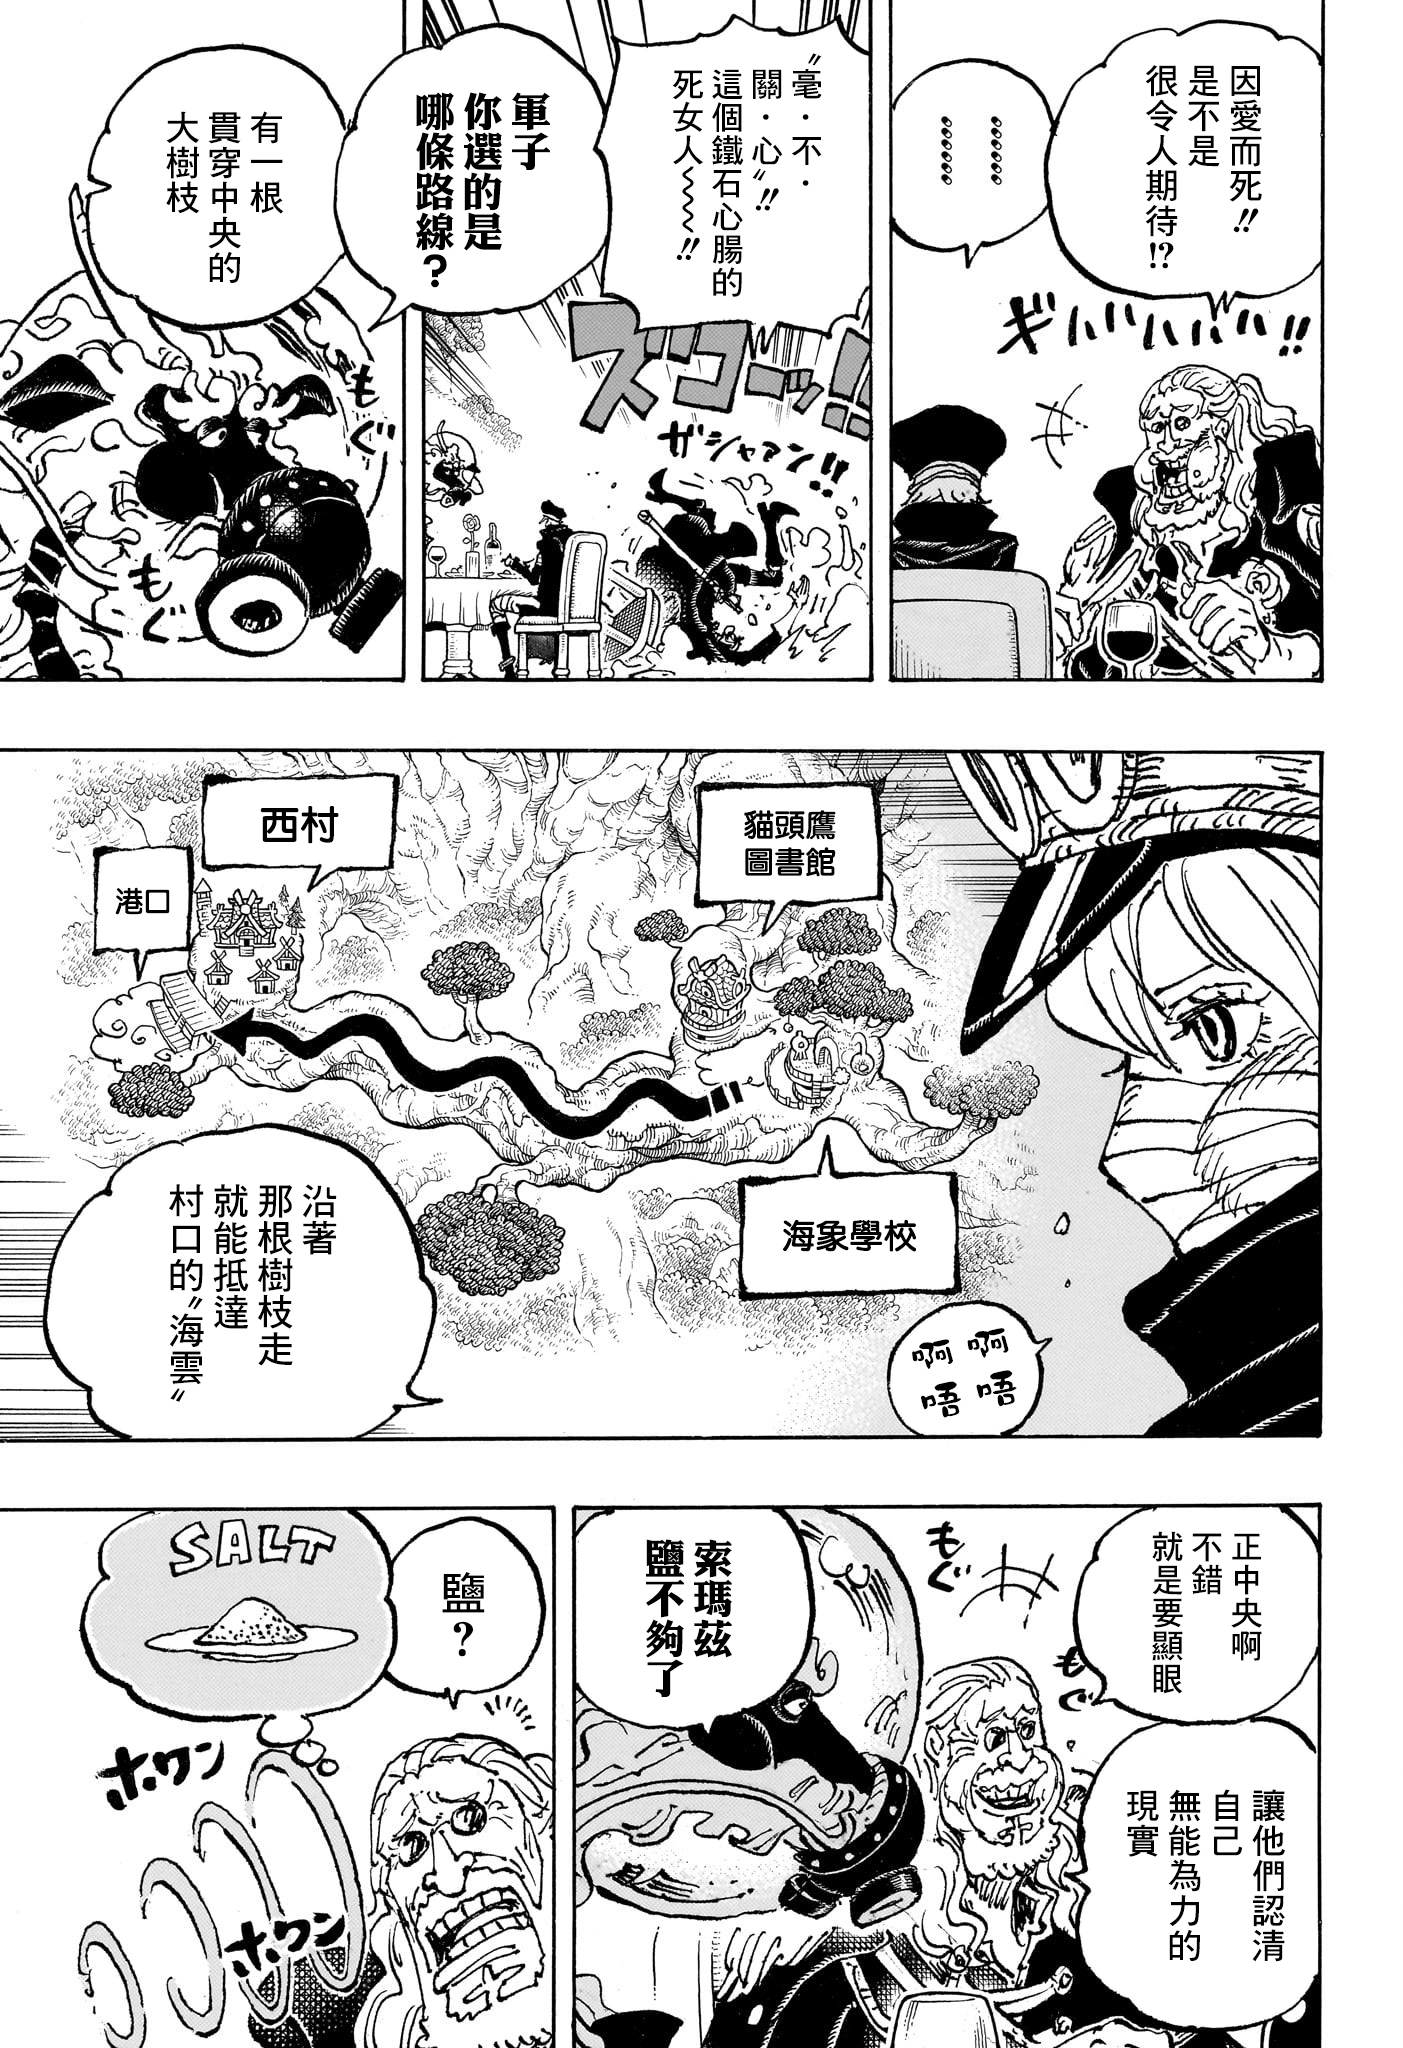 因愛而死!!
是不是
很令人期待!?
ギハハハハハハ!!
………
………
〝毫・不・
關・心〞!!
這個鐵石心腸的
死女人~~~!!
ズコーッ!!
ガシャアン!!
軍子
你選的是
哪條路線?
有一根
貫穿中央的
大樹枝
もぐ
もぐ
貓頭鷹
圖書館
西村
港口
海象學校
啊啊
唔唔
沿著
那根樹枝走
就能抵達
村口的〝海雲〞
正中央啊
不錯
就是要顯眼
もぐ
もぐ
讓他們認清
自己
無能為力的
現實
索瑪茲
鹽不夠了
鹽?
SALT
ホワン
ホワン